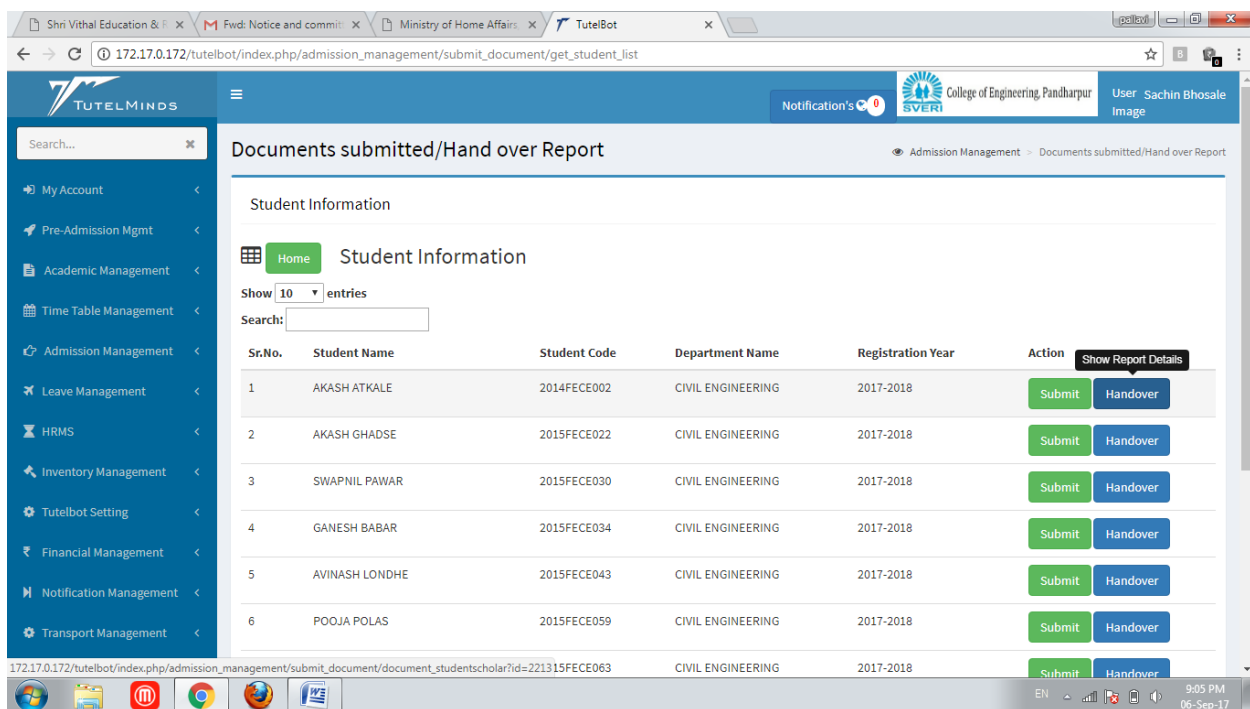 Shri Vithal Education & R
Fwd: Notice and commit
Ministry of Home Affairs
TutelBot
pallavi
172.17.0.172/tutelbot/index.php/admission_management/submit_document/get_student_list
TUTELMINDS
Notification's 0
SVERI
College of Engineering, Pandharpur
User Image
Sachin Bhosale
Search...
Documents submitted/Hand over Report
Admission Management > Documents submitted/Hand over Report
My Account
Pre-Admission Mgmt
Academic Management
Time Table Management
Admission Management
Leave Management
HRMS
Inventory Management
Tutelbot Setting
Financial Management
Notification Management
Transport Management
Student Information
Home Student Information
Show 10 entries
Search:
Sr.No. Student Name Student Code Department Name Registration Year Action
Show Report Details
1 AKASH ATKALE 2014FECE002 CIVIL ENGINEERING 2017-2018 Submit Handover
2 AKASH GHADSE 2015FECE022 CIVIL ENGINEERING 2017-2018 Submit Handover
3 SWAPNIL PAWAR 2015FECE030 CIVIL ENGINEERING 2017-2018 Submit Handover
4 GANESH BABAR 2015FECE034 CIVIL ENGINEERING 2017-2018 Submit Handover
5 AVINASH LONDHE 2015FECE043 CIVIL ENGINEERING 2017-2018 Submit Handover
6 POOJA POLAS 2015FECE059 CIVIL ENGINEERING 2017-2018 Submit Handover
15FECE063 CIVIL ENGINEERING 2017-2018 Submit Handover
172.17.0.172/tutelbot/index.php/admission_management/submit_document/document_studentscholar?id=2213
EN 9:05 PM
06-Sep-17